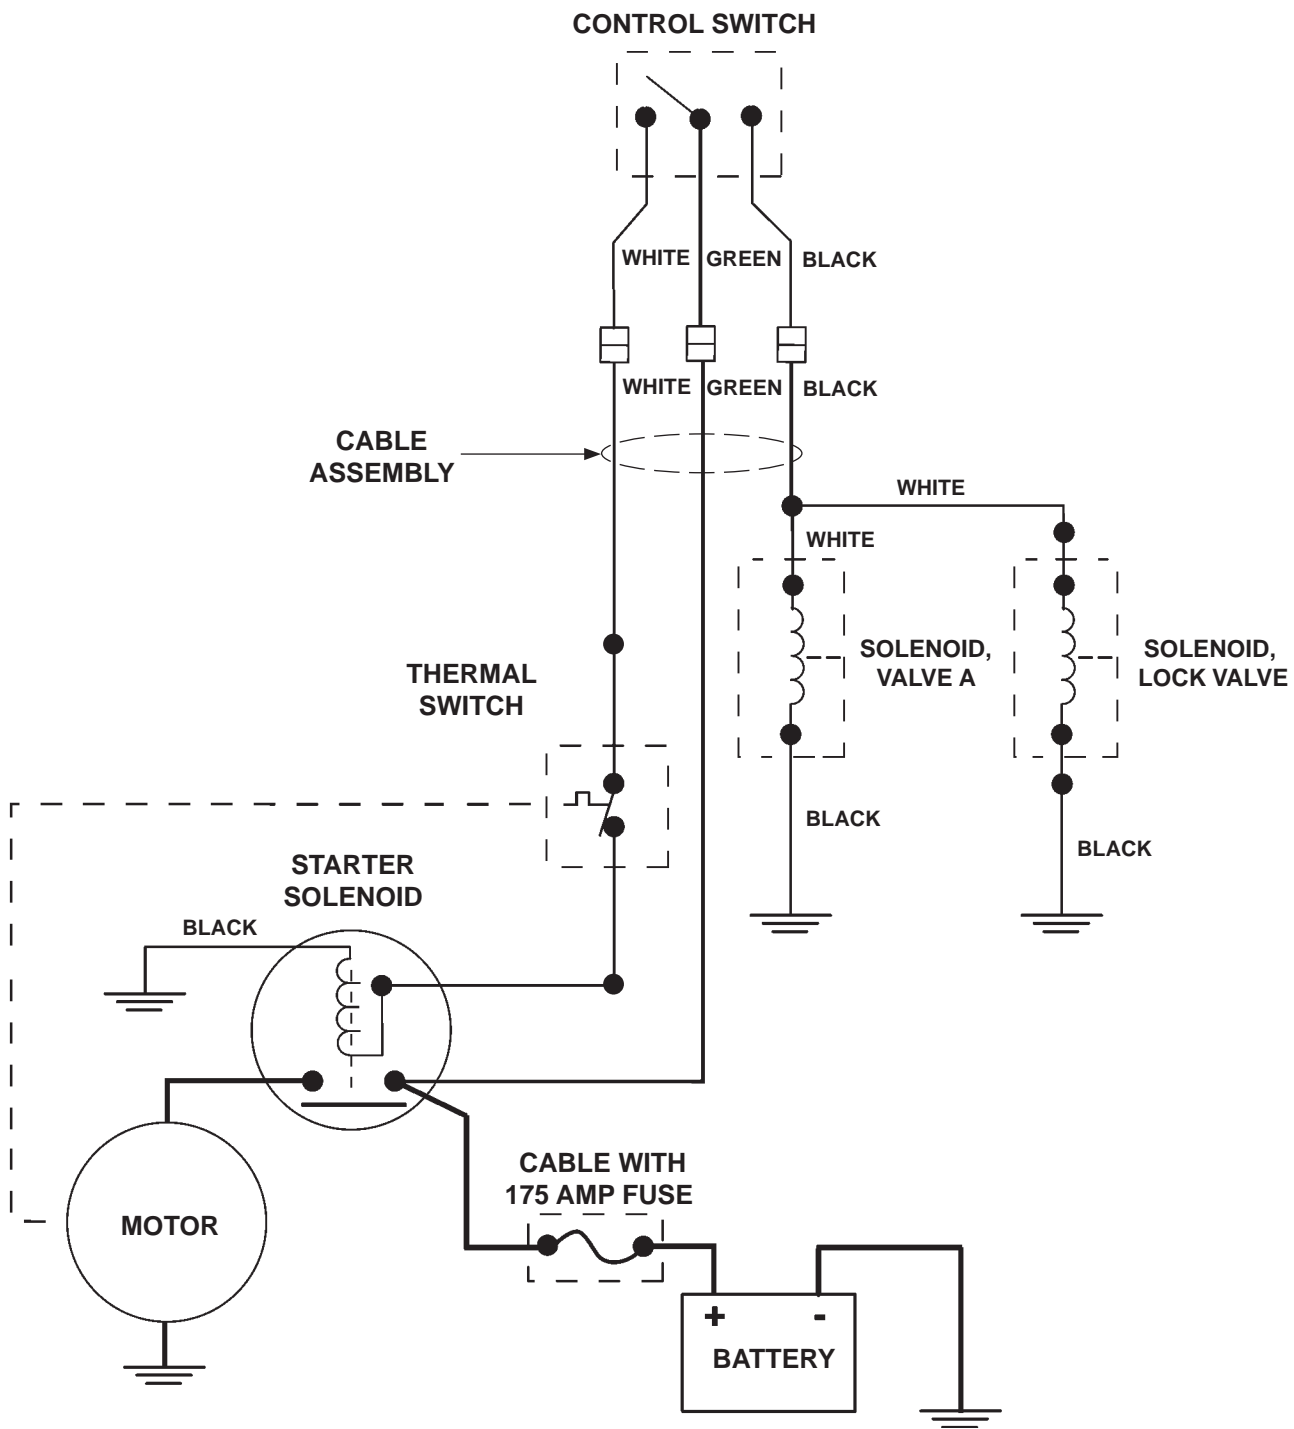 CONTROL SWITCH
WHITE GREEN BLACK
WHITE GREEN BLACK
CABLE
ASSEMBLY
WHITE
WHITE
SOLENOID,
VALVE A
SOLENOID,
LOCK VALVE
THERMAL
SWITCH
BLACK
BLACK
STARTER
SOLENOID
BLACK
CABLE WITH
175 AMP FUSE
MOTOR
+ -
BATTERY